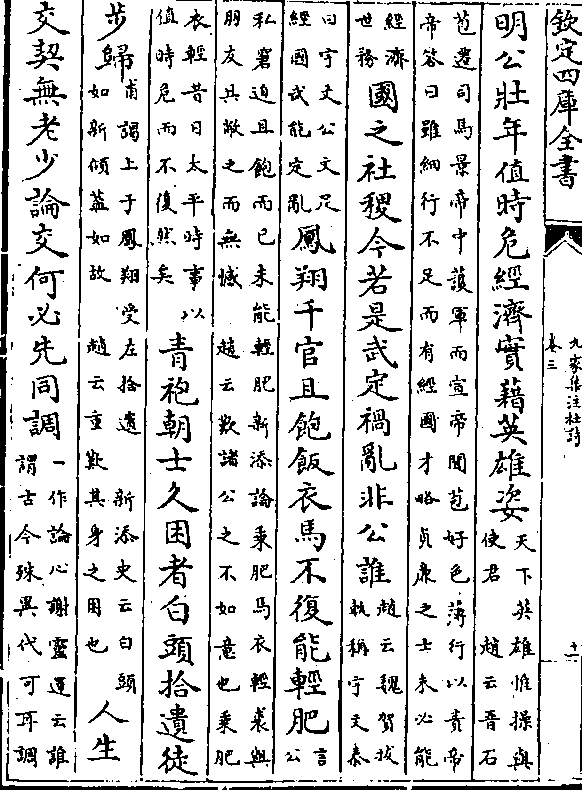 欽定四庫全書
九家集注杜詩
卷三
十一
明公壯年值時危經濟實藉英雄姿天下英雄惟操與
使君　趙云晉石
苞遷司馬景帝中護軍而宣帝聞苞好色薄行以責帝
帝答曰雖細行不足而有經國才略貞廉之士未必能
經濟
世務
國之社稷今若是武定禍亂非公誰趙云魏賀拔
執稱宇文泰
曰宇文公文足
經國武能定亂
鳳翔千官且飽飯衣馬不復能輕肥言
公
私窘迫且飽而已未能輕肥新添論乘肥馬衣輕裘與
朋友共敝之而無憾　趙云歎諸公之不如意也乘肥
衣輕昔日太平時事以
值時危而不復然矣
青袍朝士久困者白頭拾遺徒
步歸甫謁上于鳳翔受左拾遺　新添史云白頭
如新傾蓋如故　趙云重歎其身之困也
人生
交契無老少論交何必先同調一作論心謝靈運云誰
謂古今殊異代可同調